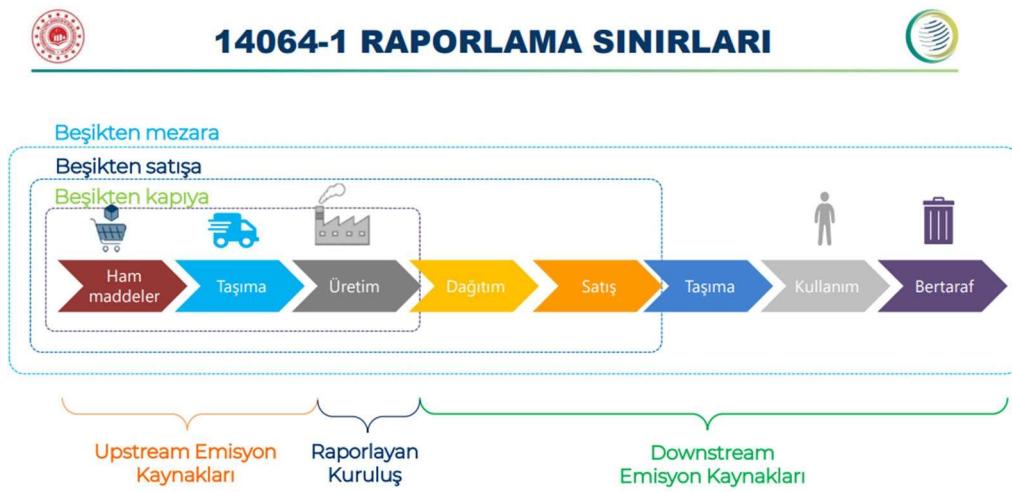 14064-1 RAPORLAMA SINIRLARI
Beşikten mezara
Beşikten satışa
Beşikten kapıya
Ham
maddeler
Taşıma
Üretim
Dağıtım
Satış
Taşıma
Kullanım
Bertaraf
Upstream Emisyon
Kaynakları
Raporlayan
Kuruluş
Downstream
Emisyon Kaynakları